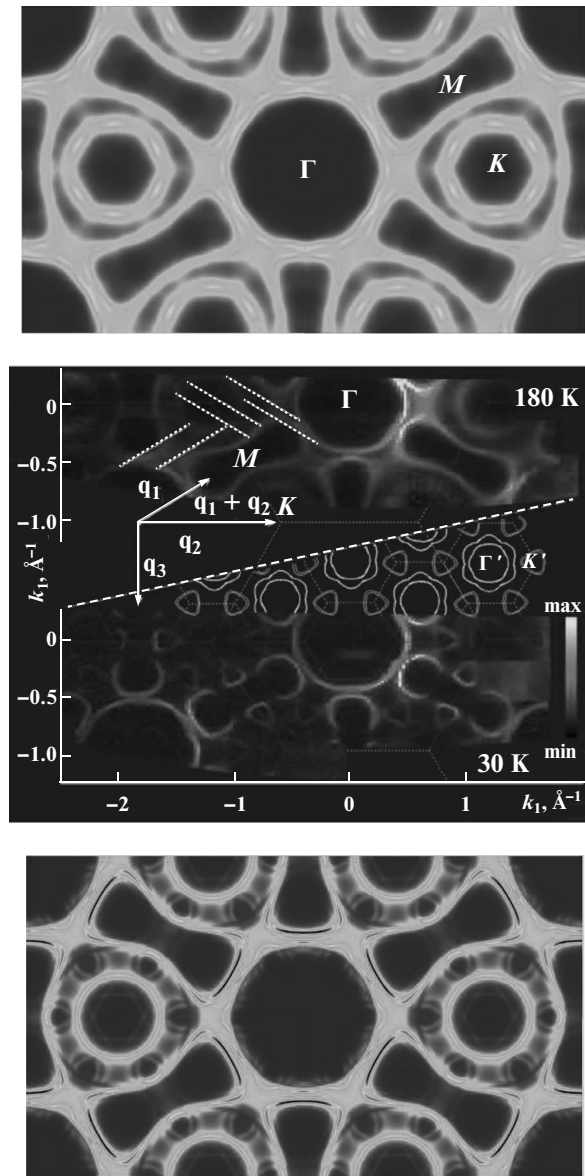 M
Γ
K
0
Γ
180 K
−0.5
M
q₁
q₁ + q₂ K
−1.0
q₂
Γ′ K′
q₃
k₁, Å⁻¹
max
0
−0.5
min
−1.0
30 K
−2 −1 0 1 k₁, Å⁻¹